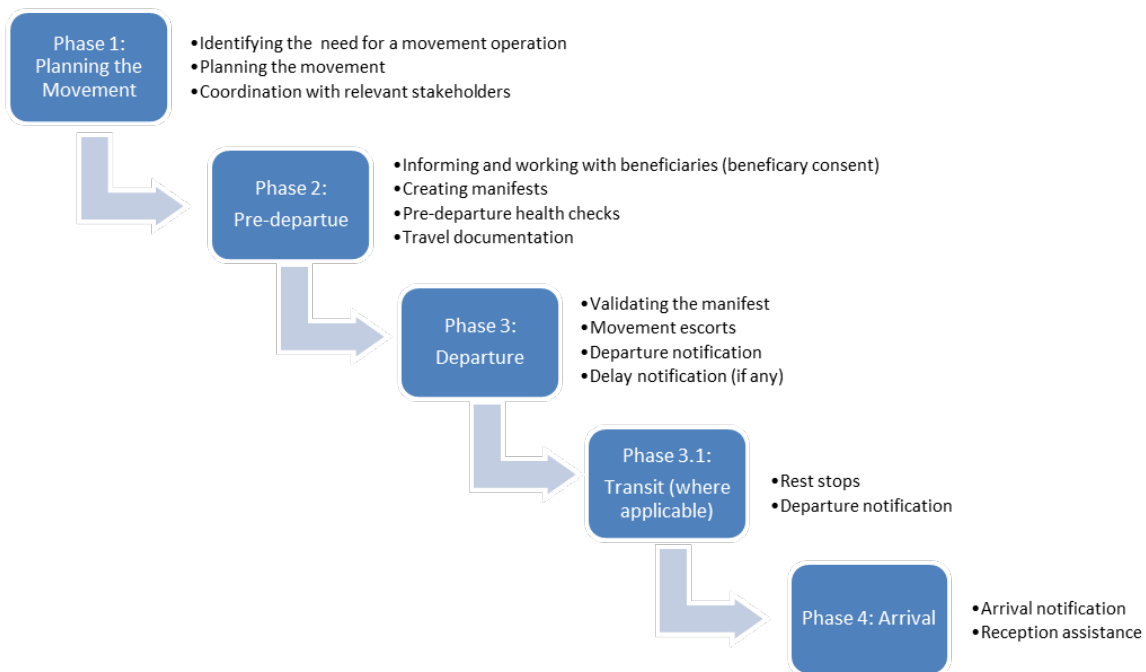 Phase 1:
Planning the
Movement
•Identifying the need for a movement operation
•Planning the movement
•Coordination with relevant stakeholders
Phase 2:
Pre-departue
•Informing and working with beneficiaries (beneficary consent)
•Creating manifests
•Pre-departure health checks
•Travel documentation
Phase 3:
Departure
•Validating the manifest
•Movement escorts
•Departure notification
•Delay notification (if any)
Phase 3.1:
Transit (where
applicable)
•Rest stops
•Departure notification
Phase 4: Arrival
•Arrival notification
•Reception assistance